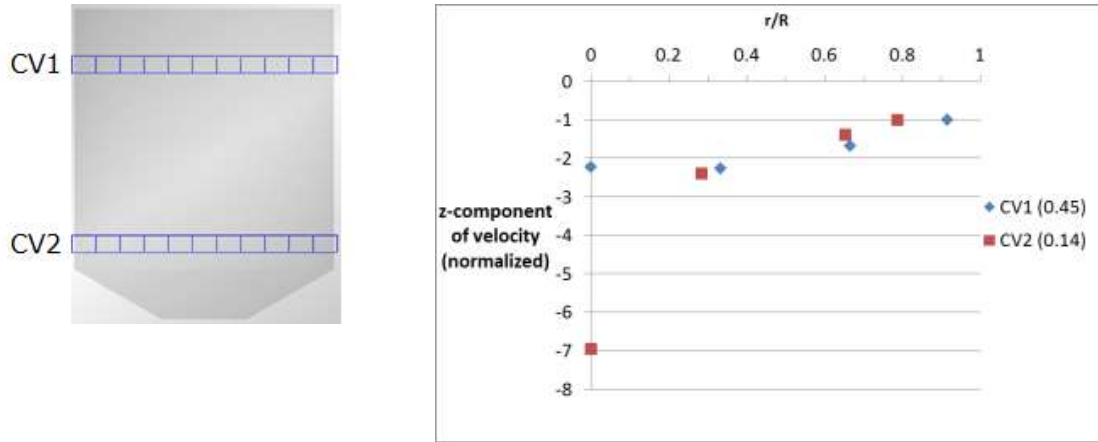 CV1
CV2
r/R
0 0.2 0.4 0.6 0.8 1
0
-1
-2
-3
-4
-5
-6
-7
-8
z-component
of velocity
(normalized)
CV1 (0.45)
CV2 (0.14)